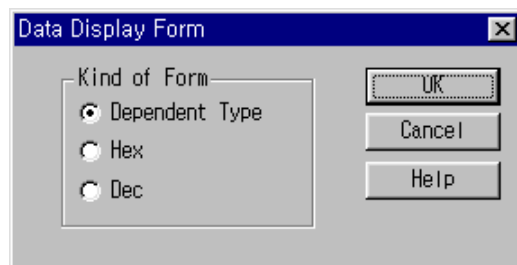 Data Display Form
Kind of Form
Dependent Type
Hex
Dec
OK
Cancel
Help